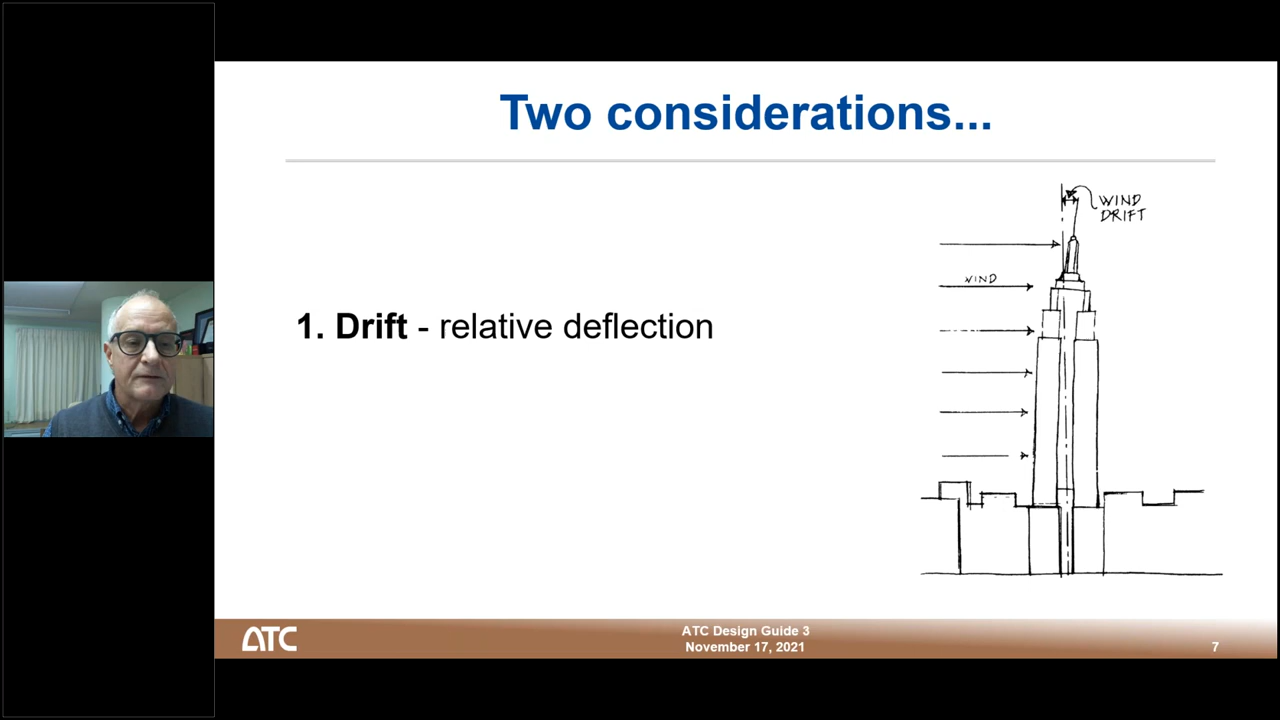 Two considerations...
WIND
DRIFT
WIND
1. Drift - relative deflection
ATC
ATC Design Guide 3
November 17, 2021
7